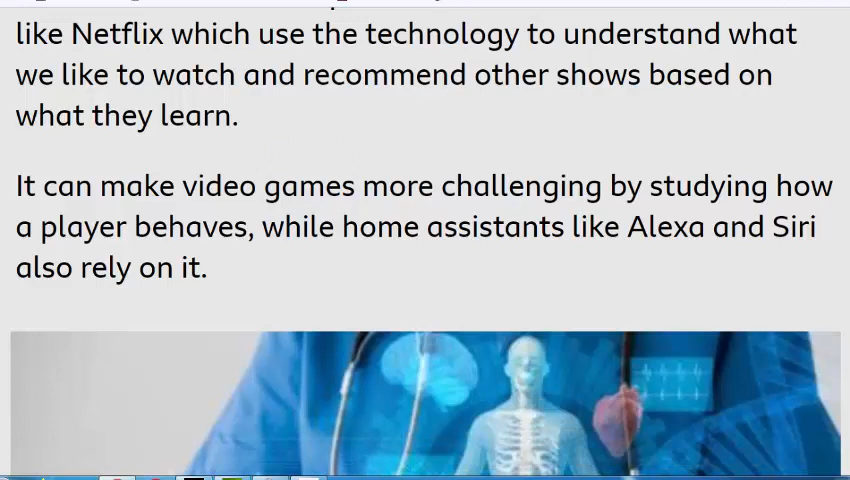 like Netflix which use the technology to understand what
we like to watch and recommend other shows based on
what they learn.
It can make video games more challenging by studying how
a player behaves, while home assistants like Alexa and Siri
also rely on it.